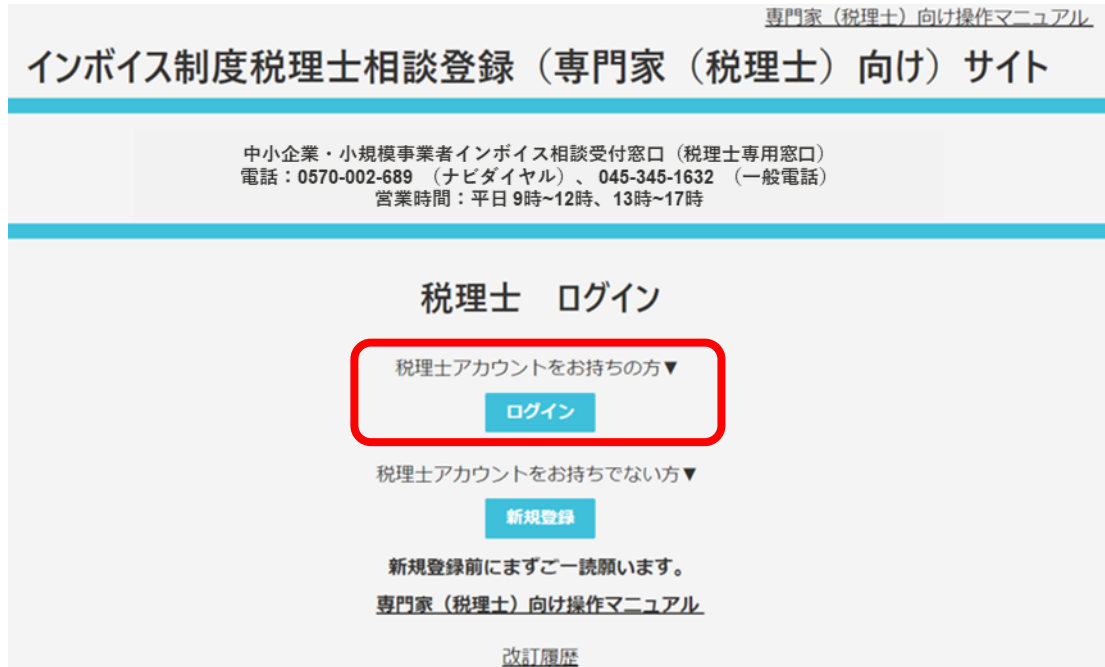 専門家（税理士）向け操作マニュアル
インボイス制度税理士相談登録（専門家（税理士）向け）サイト
中小企業・小規模事業者インボイス相談受付窓口（税理士専用窓口）
電話：0570-002-689 （ナビダイヤル）、 045-345-1632 （一般電話）
営業時間：平日 9時~12時、13時~17時
税理士　ログイン
税理士アカウントをお持ちの方▼
ログイン
税理士アカウントをお持ちでない方▼
新規登録
新規登録前にまずご一読願います。
専門家（税理士）向け操作マニュアル
改訂履歴